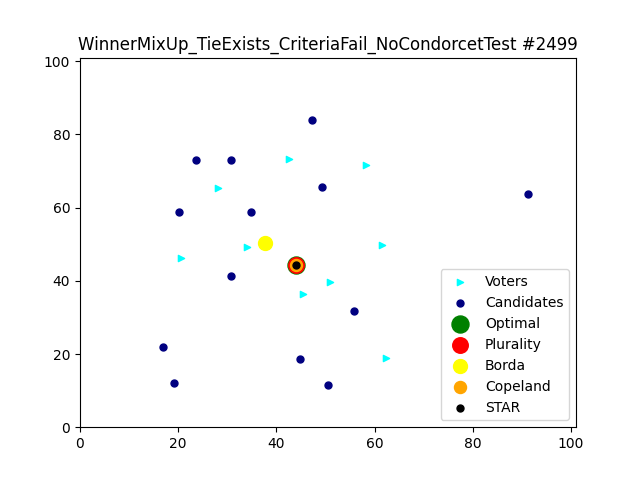 WinnerMixUp_TieExists_CriteriaFail_NoCondorcetTest #2499
100
80
60
40
20
0
0 20 40 60 80 100
Voters
Candidates
Optimal
Plurality
Borda
Copeland
STAR